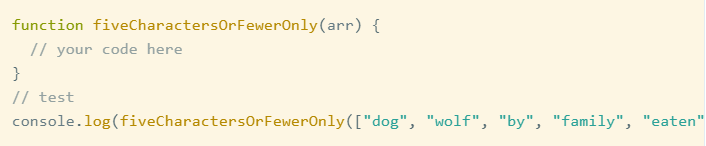 function fiveCharactersOrFewerOnly(arr) {
  // your code here
}
// test
console.log(fiveCharactersOrFewerOnly(["dog", "wolf", "by", "family", "eaten"